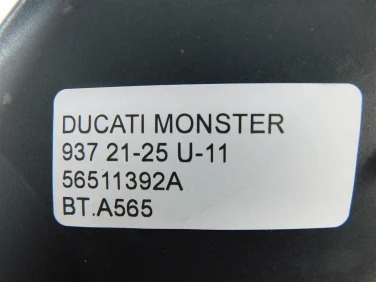 DUCATI MONSTER
937 21-25 U-11
56511392A
BT.A565